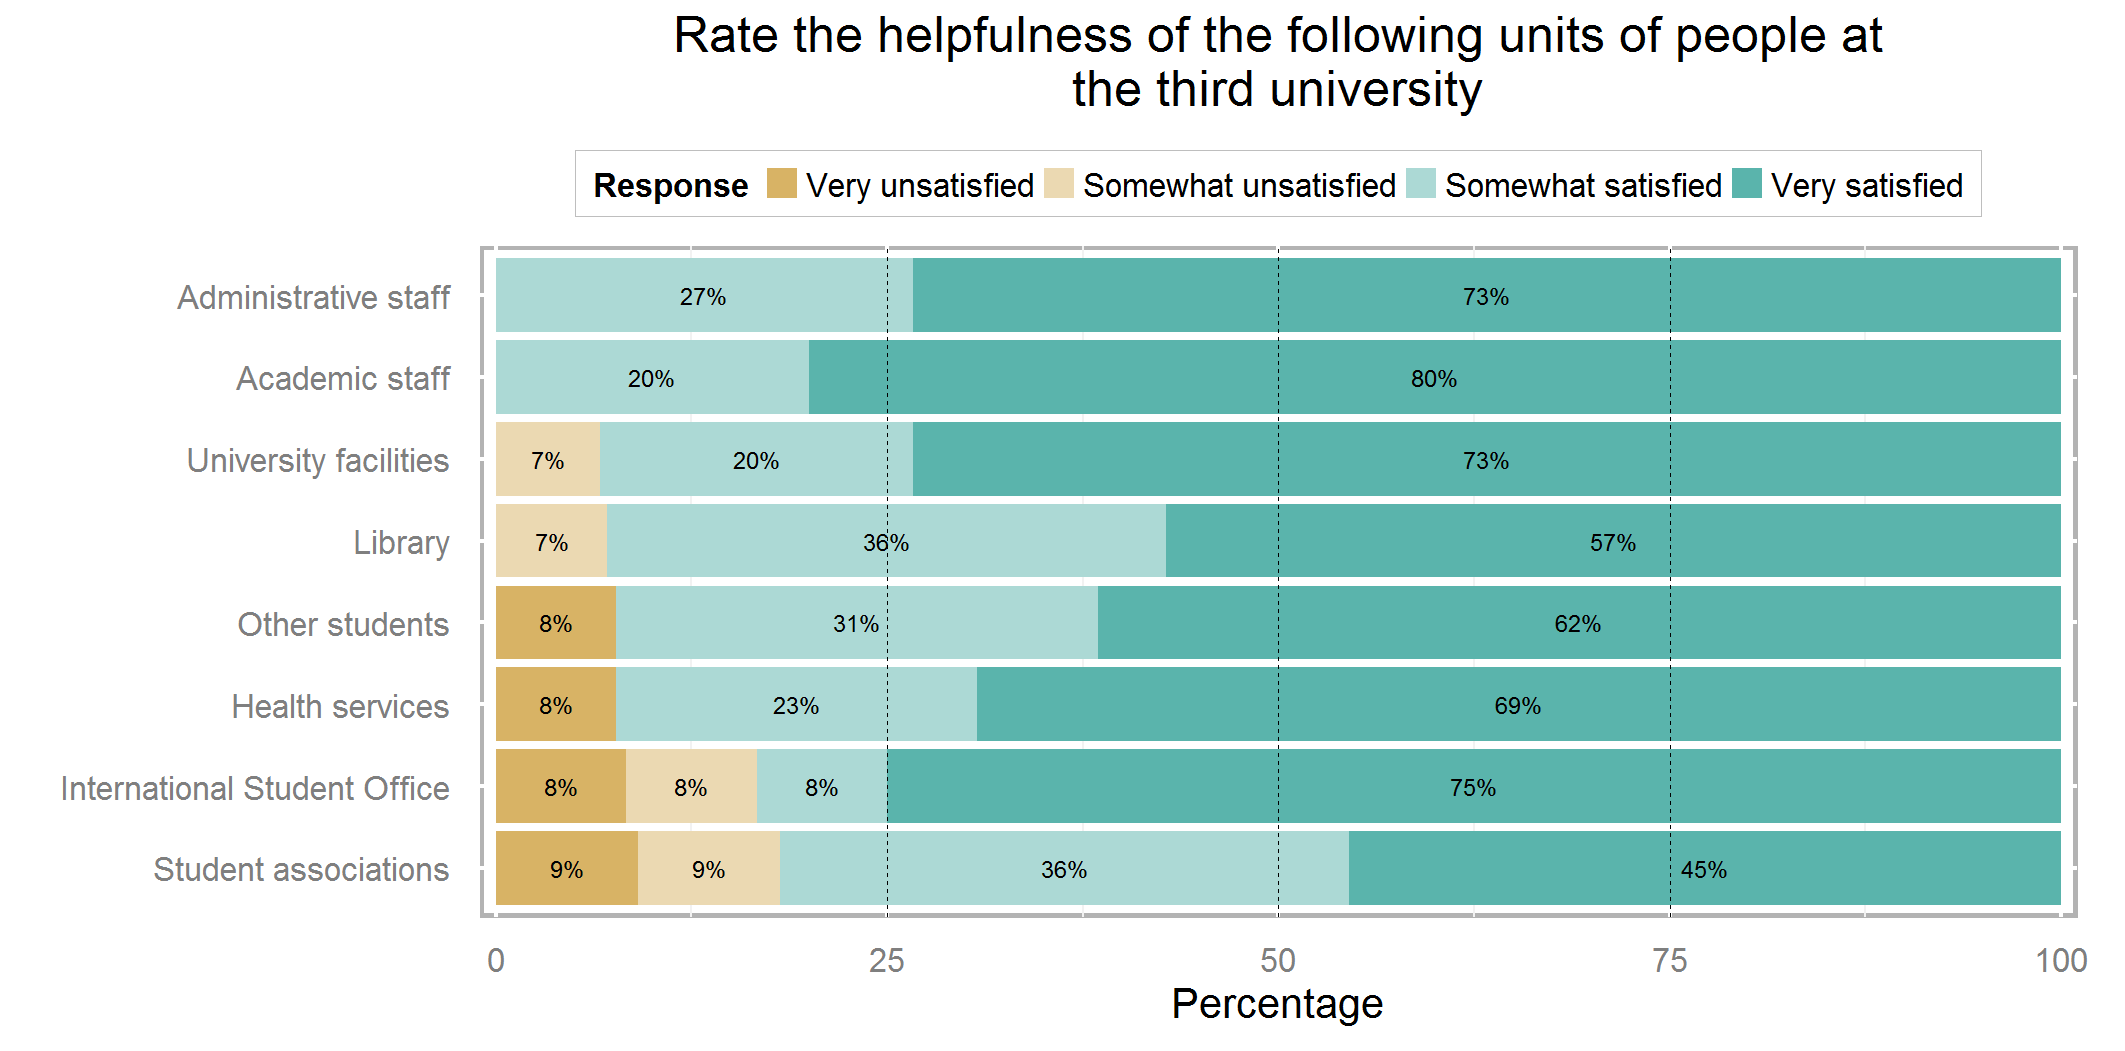 Rate the helpfulness of the following units of people at
the third university
Response Very unsatisfied Somewhat unsatisfied Somewhat satisfied Very satisfied
Administrative staff 27% 73%
Academic staff 20% 80%
University facilities 7% 20% 73%
Library 7% 36% 57%
Other students 8% 31% 62%
Health services 8% 23% 69%
International Student Office 8% 8% 8% 75%
Student associations 9% 9% 36% 45%
0 25 50 75 100
Percentage